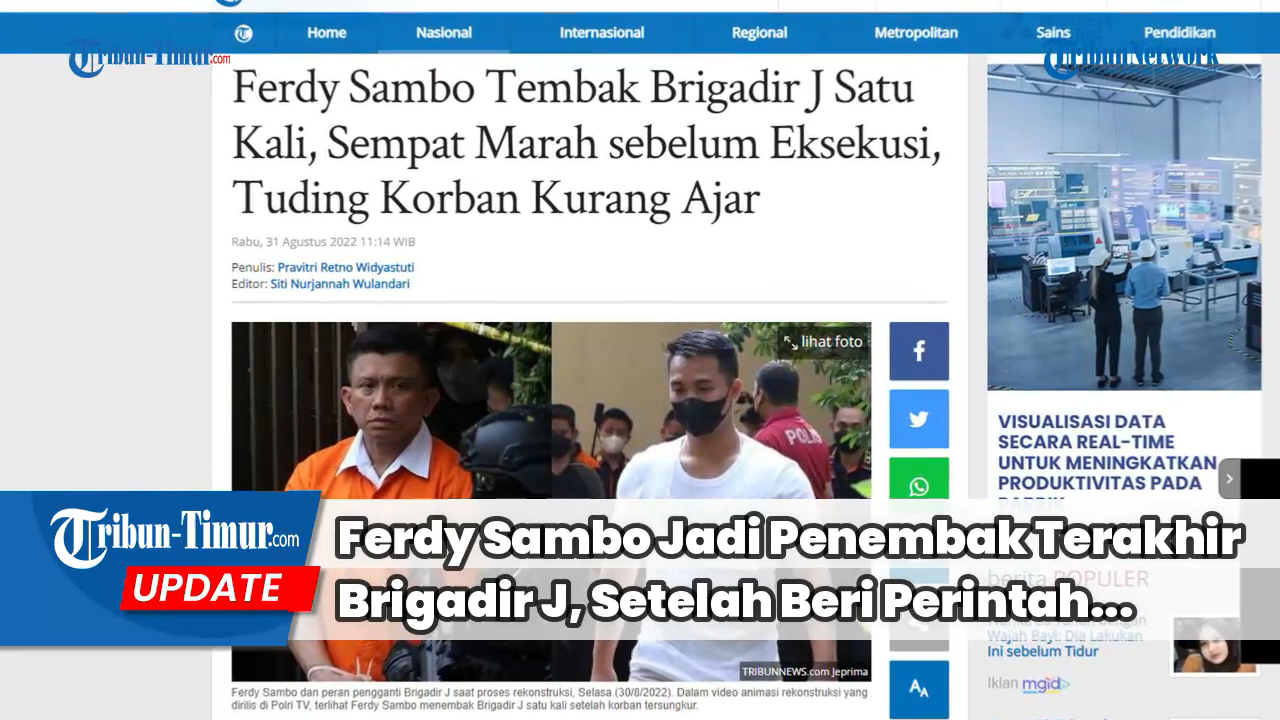 Home Nasional Internasional Regional Metropolitan Sains Pendidikan
Tribun-Timur.com
TribunNetwork
Ferdy Sambo Tembak Brigadir J Satu
Kali, Sempat Marah sebelum Eksekusi,
Tuding Korban Kurang Ajar
Rabu, 31 Agustus 2022 11:14 WIB
Penulis: Pravitri Retno Widyastuti
Editor: Siti Nurjannah Wulandari
lihat foto
POLIS
TRIBUNNEWS.com Jeprima
Ferdy Sambo dan peran pengganti Brigadir J saat proses rekonstruksi, Selasa (30/8/2022). Dalam video animasi rekonstruksi yang
dirilis di Polri TV, terlihat Ferdy Sambo menembak Brigadir J satu kali setelah korban tersungkur.
AA
VISUALISASI DATA
SECARA REAL-TIME
UNTUK MENINGKATKAN
PRODUKTIVITAS PADA
berita POPULER
Wajah Bayi: Dia Lakukan
Ini sebelum Tidur
Iklan mgid
Tribun-Timur.com
UPDATE
Ferdy Sambo Jadi Penembak Terakhir
Brigadir J, Setelah Beri Perintah...